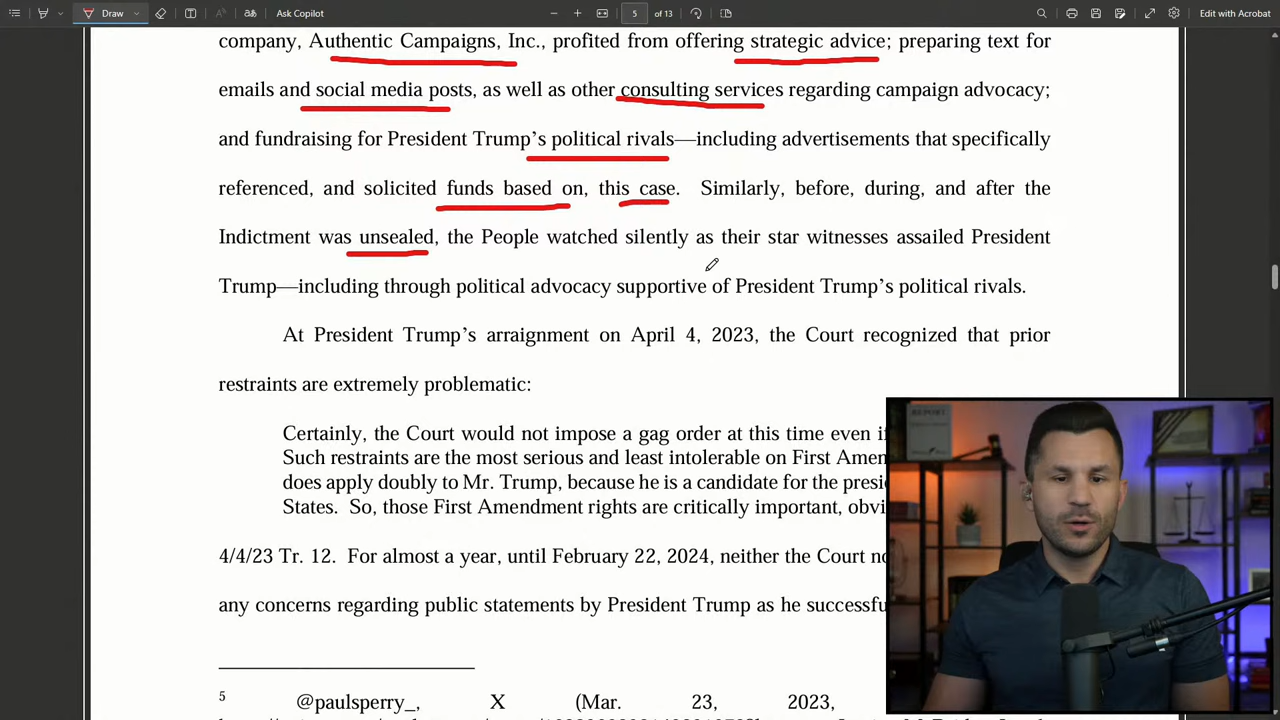 Draw
Ask Copilot
5 of 13
Edit with Acrobat
company, Authentic Campaigns, Inc., profited from offering strategic advice; preparing text for
emails and social media posts, as well as other consulting services regarding campaign advocacy;
and fundraising for President Trump’s political rivals—including advertisements that specifically
referenced, and solicited funds based on, this case. Similarly, before, during, and after the
Indictment was unsealed, the People watched silently as their star witnesses assailed President
Trump—including through political advocacy supportive of President Trump’s political rivals.
At President Trump’s arraignment on April 4, 2023, the Court recognized that prior
restraints are extremely problematic:
Certainly, the Court would not impose a gag order at this time even if
Such restraints are the most serious and least intolerable on First Amen
does apply doubly to Mr. Trump, because he is a candidate for the presi
States. So, those First Amendment rights are critically important, obvi
4/4/23 Tr. 12. For almost a year, until February 22, 2024, neither the Court no
any concerns regarding public statements by President Trump as he successfu
5 @paulsperry_, X (Mar. 23, 2023,
REPORT